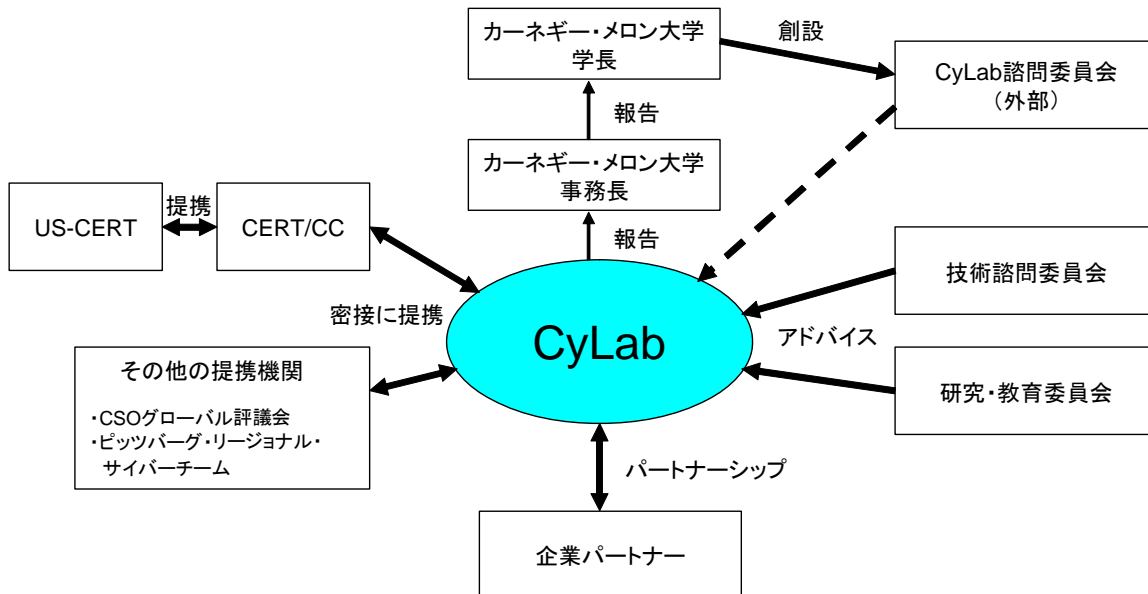 カーネギー・メロン大学
学長
創設
CyLab諮問委員会
（外部）
報告
カーネギー・メロン大学
事務長
US-CERT
提携
CERT/CC
報告
技術諮問委員会
密接に提携
CyLab
アドバイス
その他の提携機関
・CSOグローバル評議会
・ピッツバーグ・リージョナル・
サイバーチーム
研究・教育委員会
パートナーシップ
企業パートナー